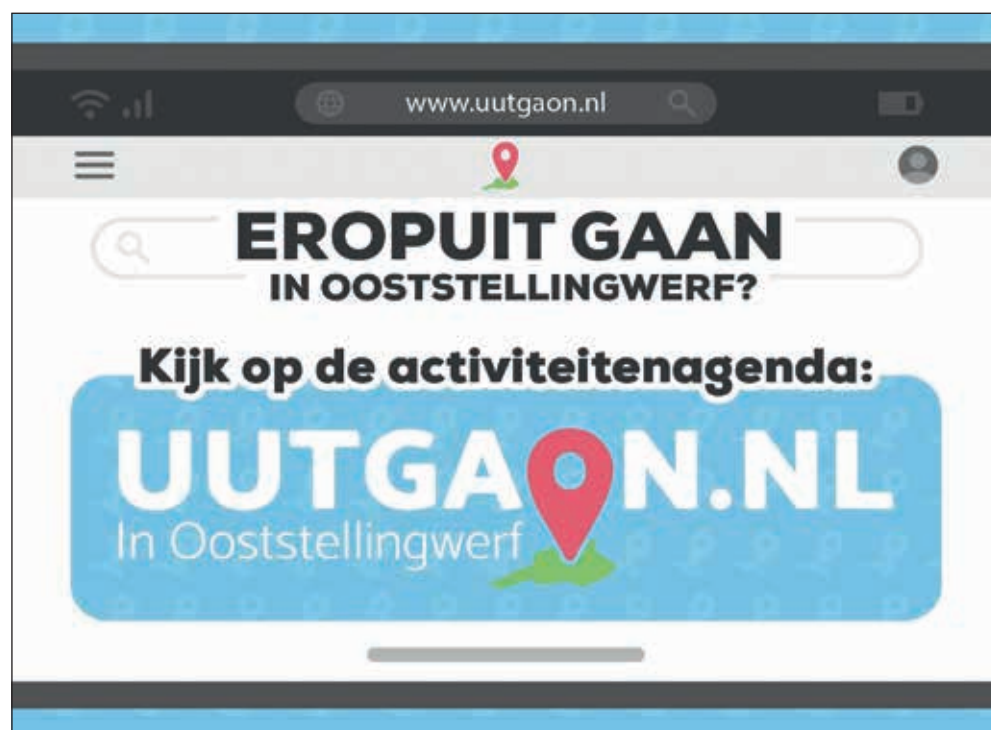 www.uutgaon.nl
EROPUIT GAAN
IN OOSTSTELLINGWERF?
Kijk op de activiteitenagenda:
UUTGAON.NL
In Ooststellingwerf